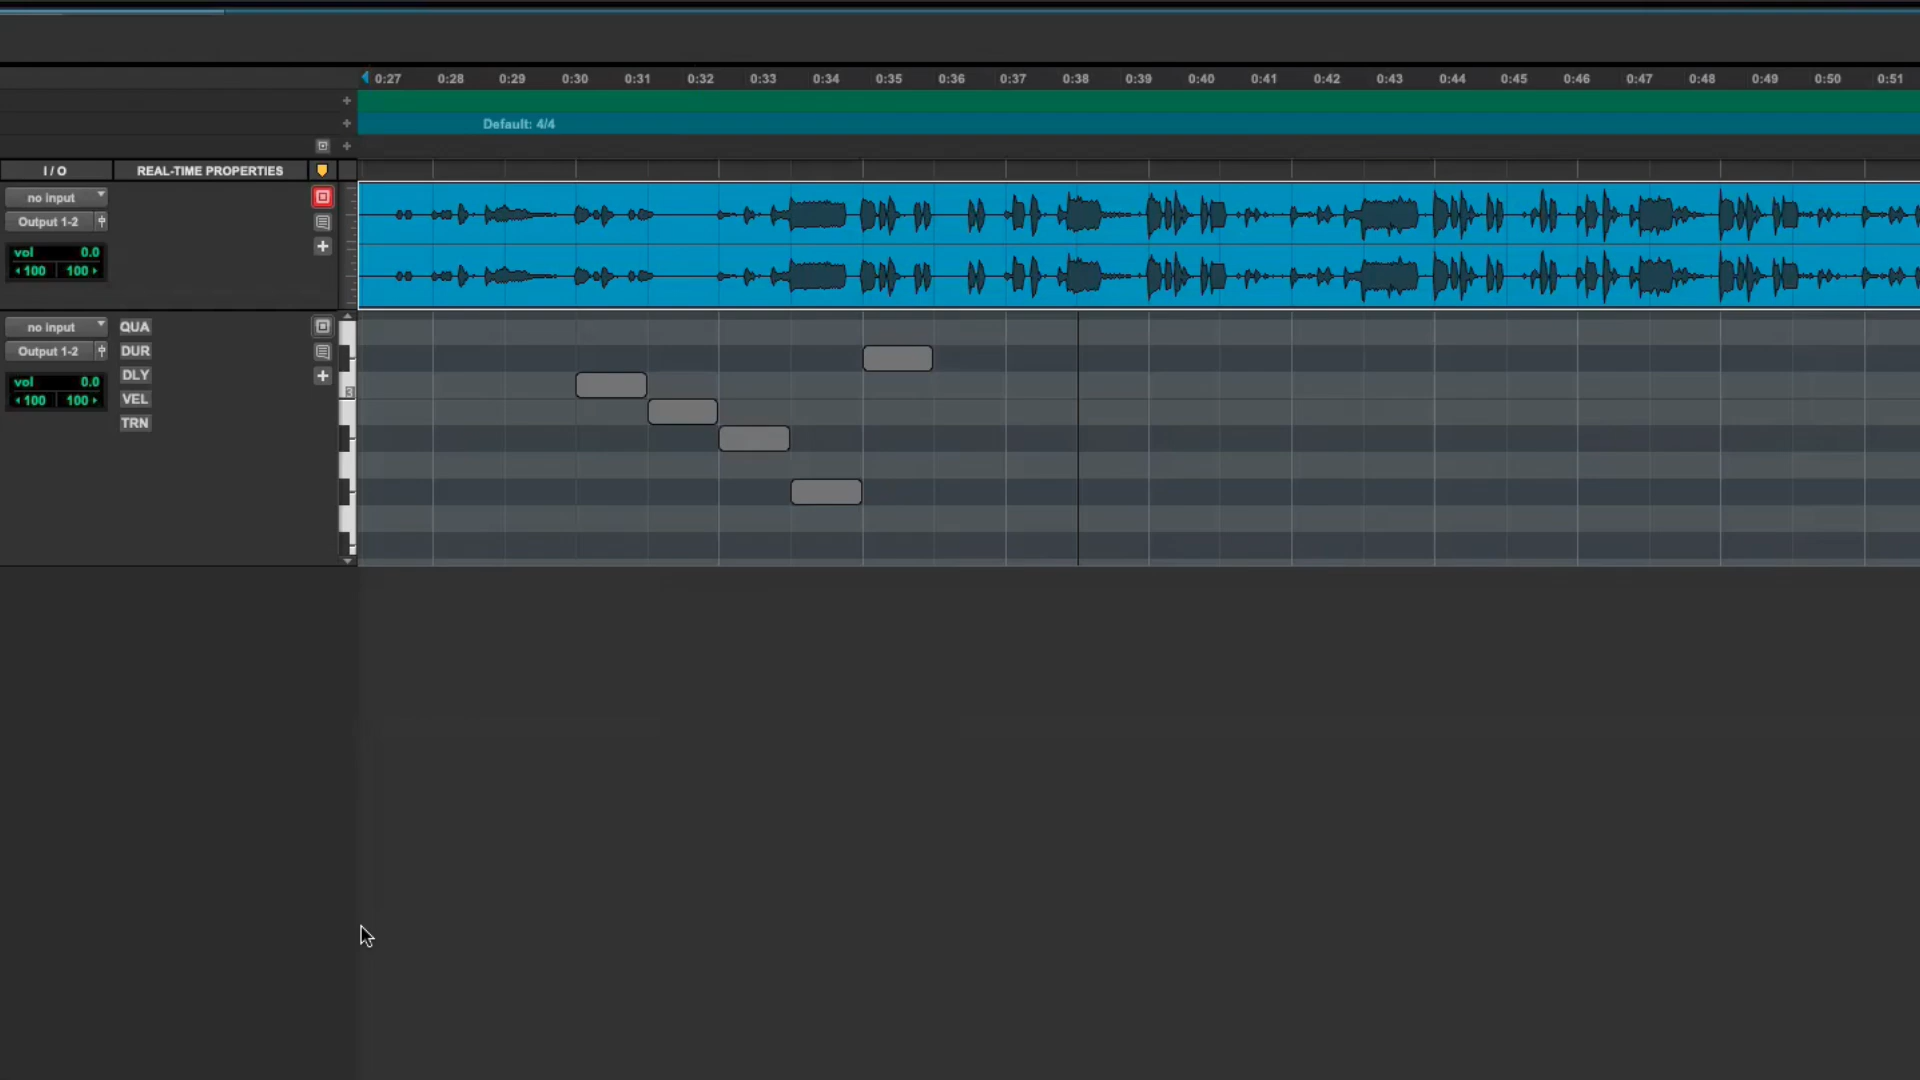 0:27 0:28 0:29 0:30 0:31 0:32 0:33 0:34 0:35 0:36 0:37 0:38 0:39 0:40 0:41 0:42 0:43 0:44 0:45 0:46 0:47 0:48 0:49 0:50 0:51
Default: 4/4
I / O REAL-TIME PROPERTIES
no input
Output 1-2
vol 0.0
100 100
no input QUA
Output 1-2 DUR
DLY
vol 0.0
100 100 VEL
TRN
3